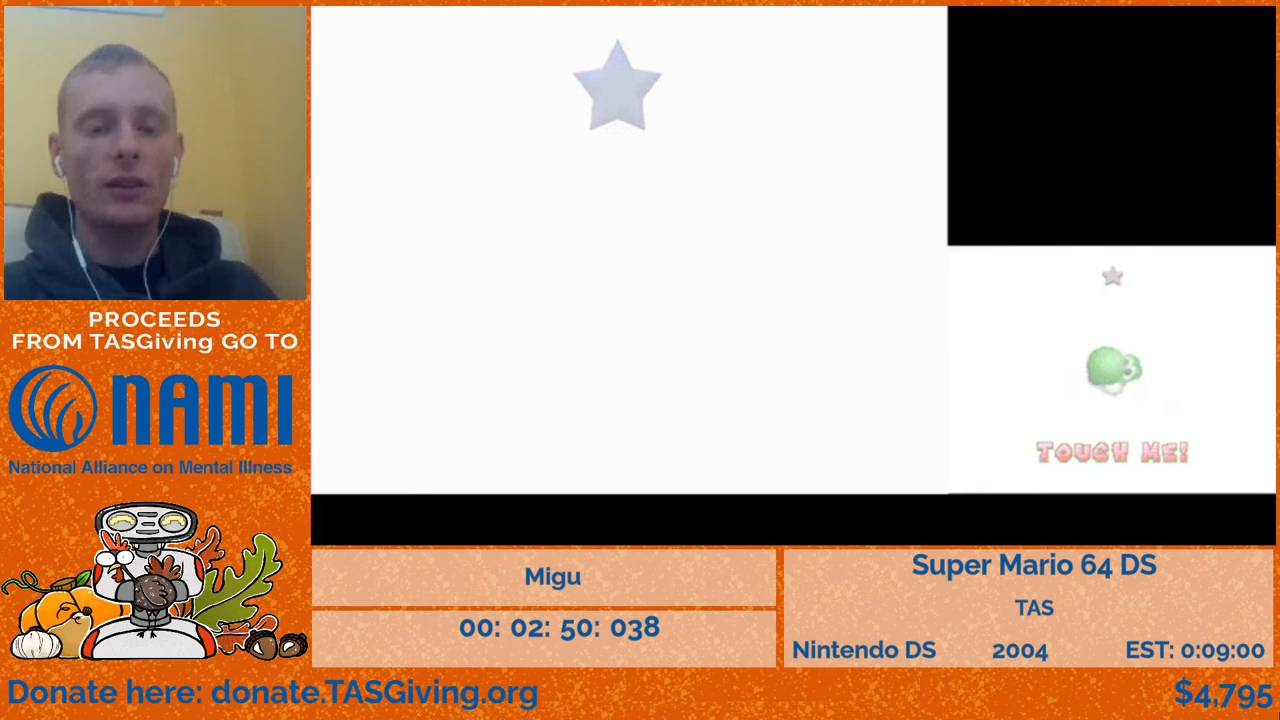 PROCEEDS
FROM TASGiving GO TO
NAMI
National Alliance on Mental Illness
TOUCH ME!
Migu
00: 02: 50: 038
Super Mario 64 DS
TAS
Nintendo DS 2004 EST: 0:09:00
Donate here: donate.TASGiving.org
$4,795